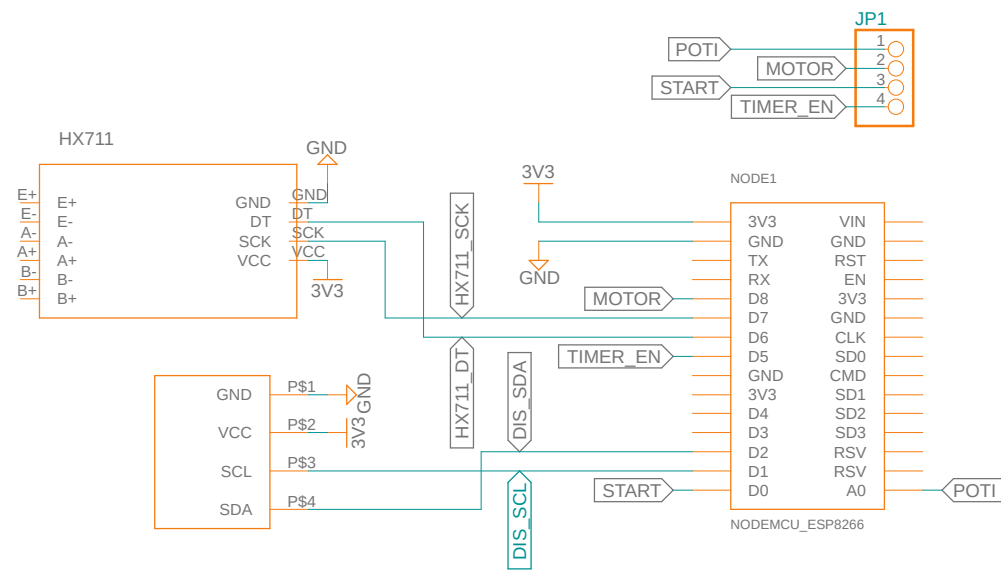 JP1
POTI
1
MOTOR
2
START
3
TIMER_EN
4
HX711
GND
E+
E-
A-
A+
B-
B+
E+
E-
A-
A+
B-
B+
GND
DT
SCK
VCC
GND
DT
SCK
VCC
3V3
HX711_SCK
HX711_DT
3V3
GND
MOTOR
TIMER_EN
START
NODE1
3V3
GND
TX
RX
D8
D7
D6
D5
GND
3V3
D4
D3
D2
D1
D0
VIN
GND
RST
EN
3V3
GND
CLK
SD0
CMD
SD1
SD2
SD3
RSV
RSV
A0
POTI
NODEMCU_ESP8266
GND
VCC
SCL
SDA
P$1
P$2
P$3
P$4
GND
3V3
DIS_SDA
DIS_SCL